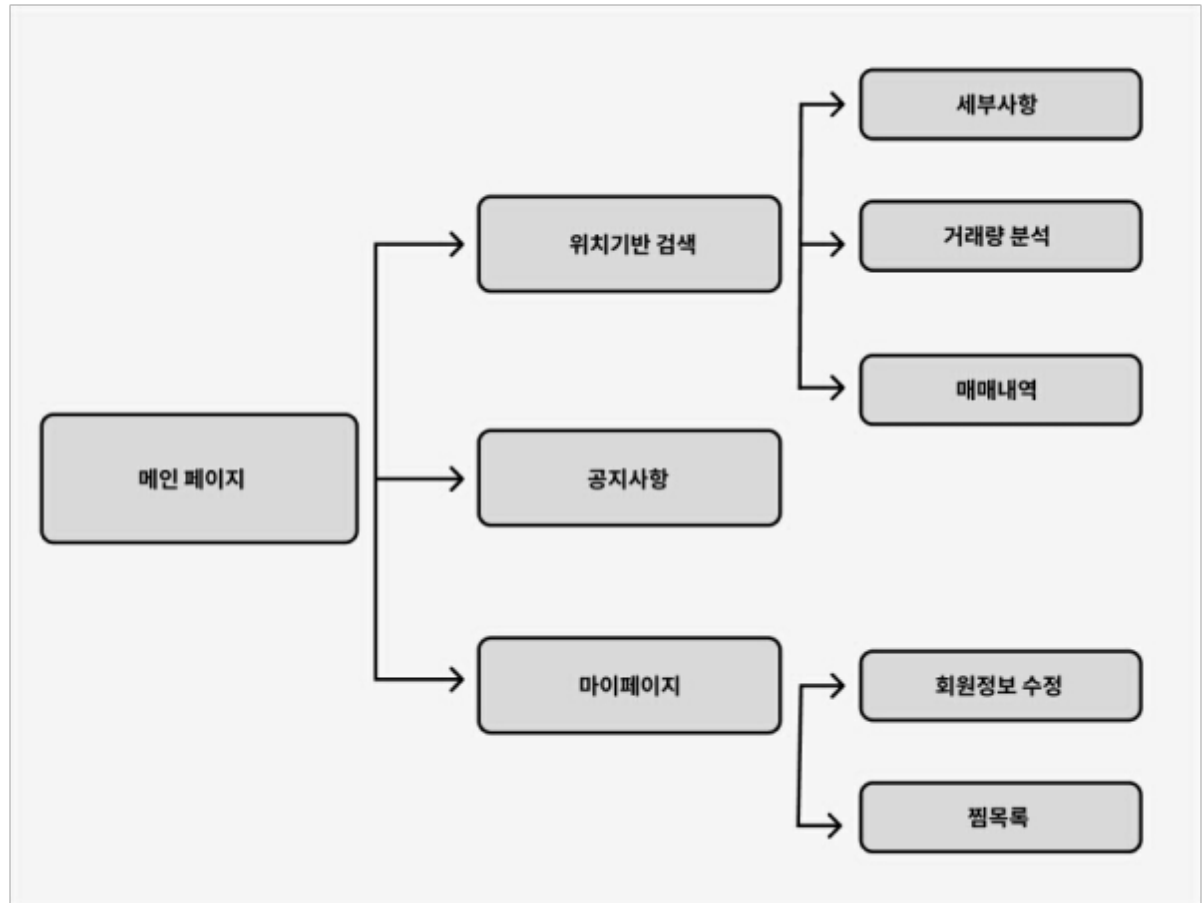 세부사항
위치기반 검색
거래량 분석
매매내역
메인 페이지
공지사항
마이페이지
회원정보 수정
찜목록